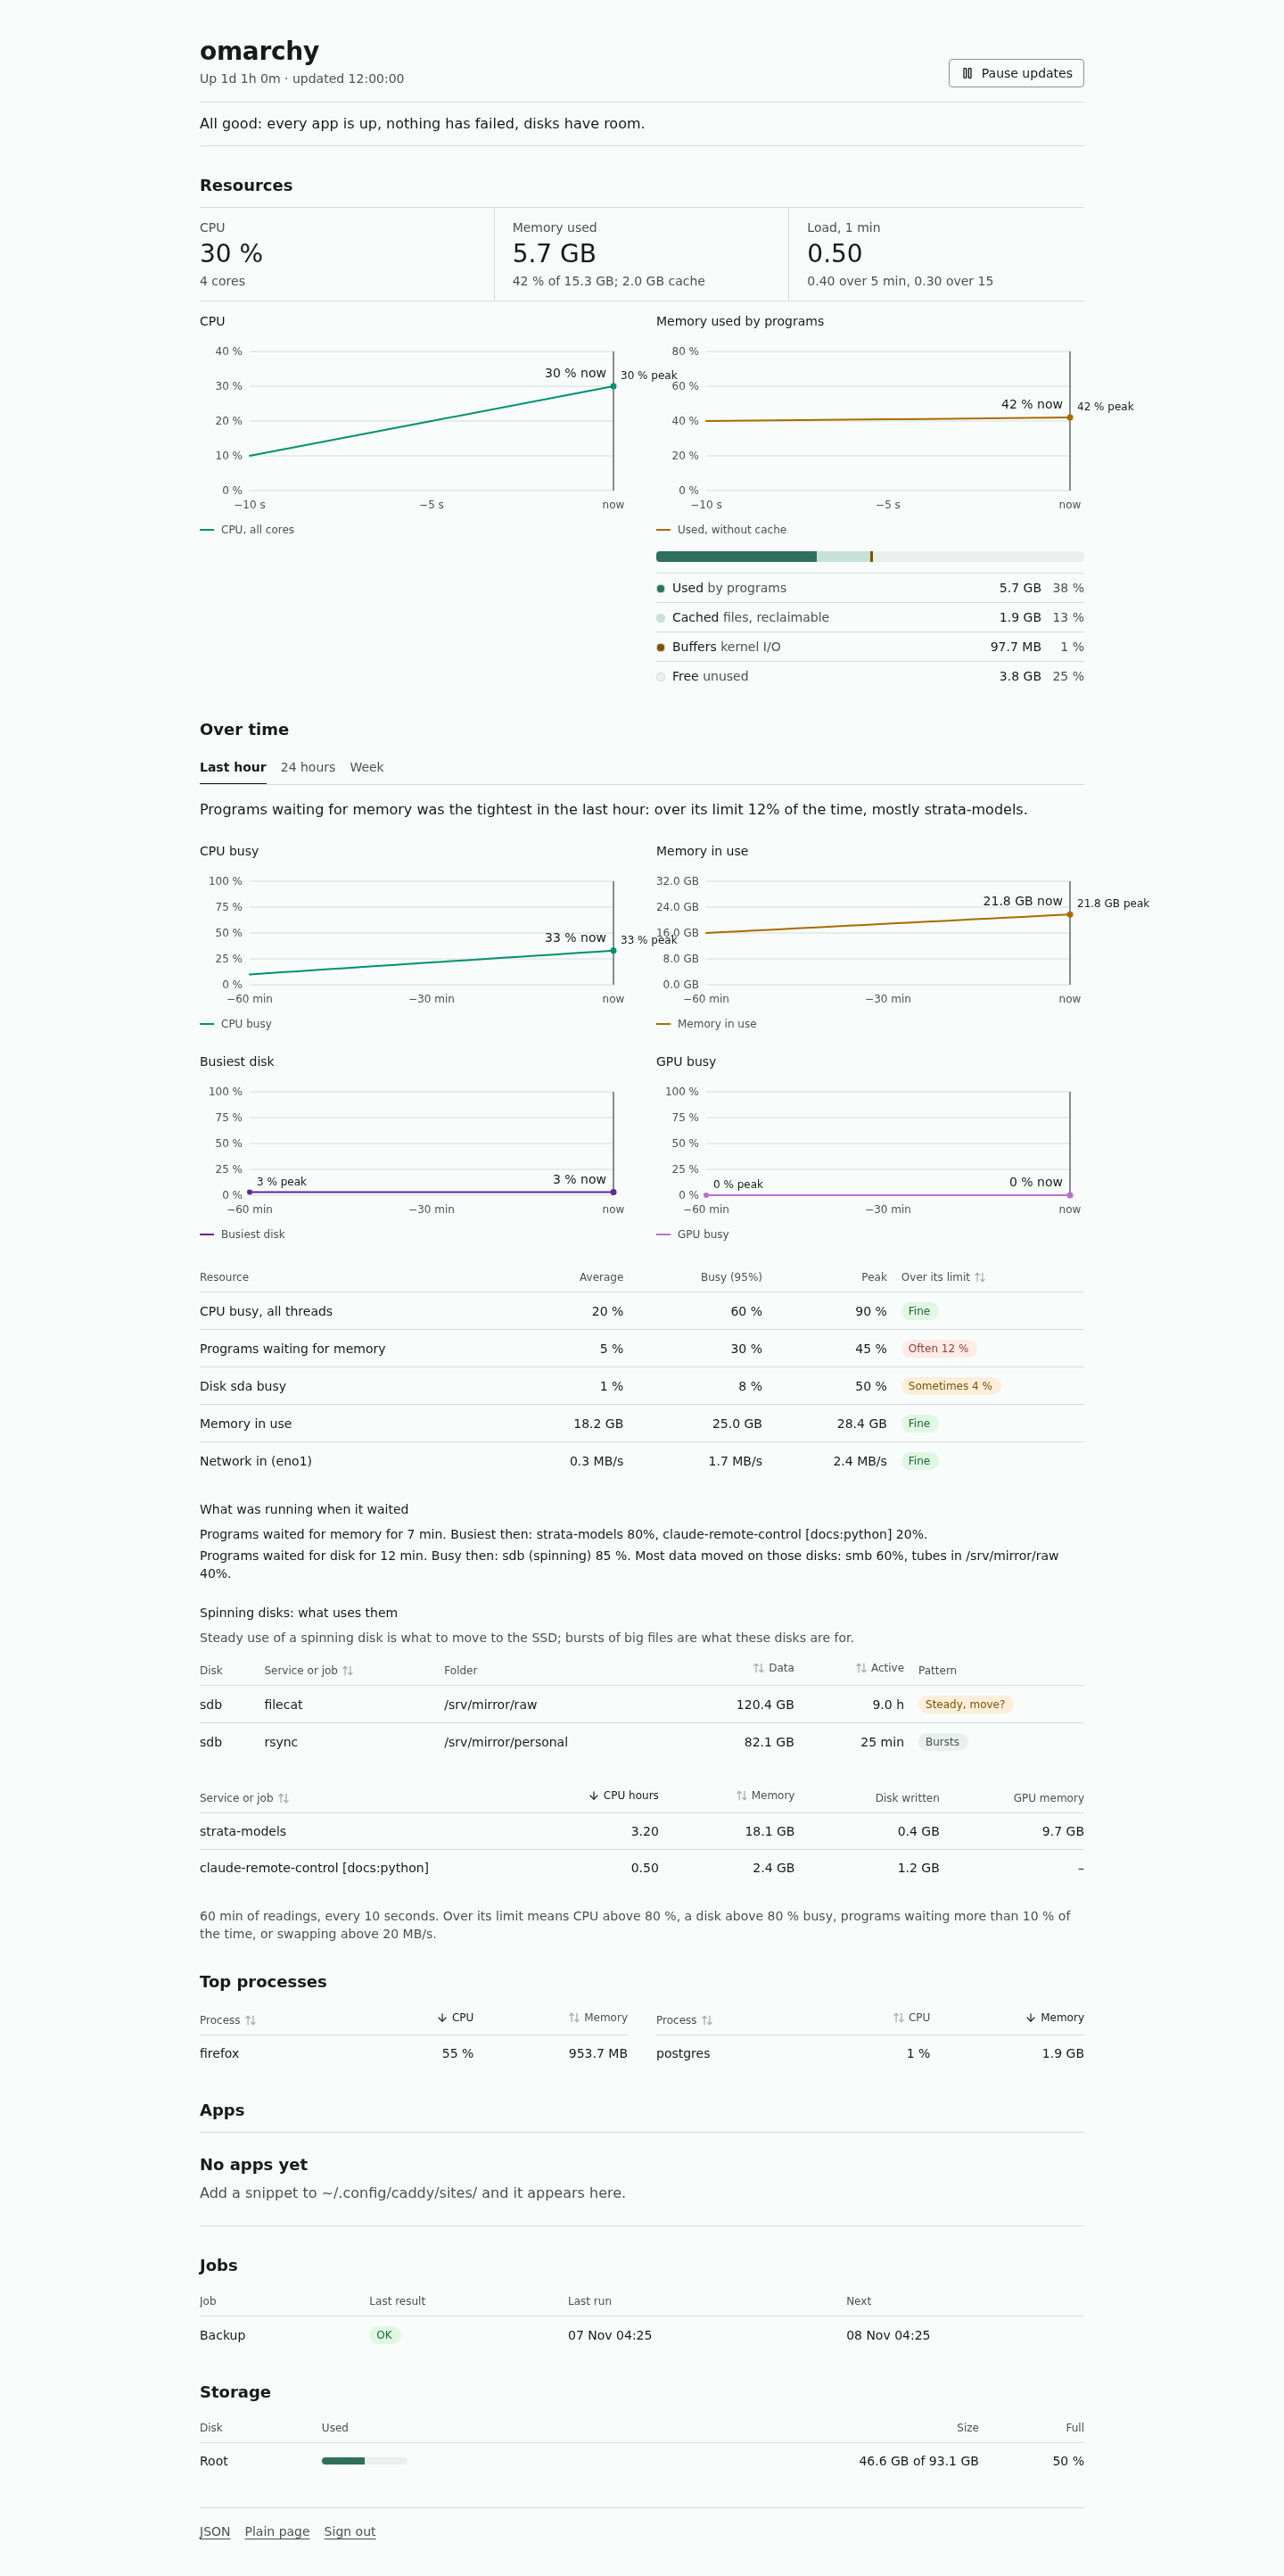 omarchy
Up 1d 1h 0m · updated 12:00:00
Pause updates
All good: every app is up, nothing has failed, disks have room.
Resources
CPU
30 %
4 cores
Memory used
5.7 GB
42 % of 15.3 GB; 2.0 GB cache
Load, 1 min
0.50
0.40 over 5 min, 0.30 over 15
CPU
40 %
30 %
20 %
10 %
0 %
30 % now
30 % peak
−10 s
−5 s
now
CPU, all cores
Memory used by programs
80 %
60 %
40 %
20 %
0 %
42 % now
42 % peak
−10 s
−5 s
now
Used, without cache
Used by programs 5.7 GB 38 %
Cached files, reclaimable 1.9 GB 13 %
Buffers kernel I/O 97.7 MB 1 %
Free unused 3.8 GB 25 %
Over time
Last hour 24 hours Week
Programs waiting for memory was the tightest in the last hour: over its limit 12% of the time, mostly strata-models.
CPU busy
100 %
75 %
50 %
25 %
0 %
33 % now
33 % peak
−60 min
−30 min
now
CPU busy
Memory in use
32.0 GB
24.0 GB
16.0 GB
8.0 GB
0.0 GB
21.8 GB now
21.8 GB peak
−60 min
−30 min
now
Memory in use
Busiest disk
100 %
75 %
50 %
25 %
0 %
3 % peak
3 % now
−60 min
−30 min
now
Busiest disk
GPU busy
100 %
75 %
50 %
25 %
0 %
0 % peak
0 % now
−60 min
−30 min
now
GPU busy
Resource Average Busy (95%) Peak Over its limit
CPU busy, all threads 20 % 60 % 90 % Fine
Programs waiting for memory 5 % 30 % 45 % Often 12 %
Disk sda busy 1 % 8 % 50 % Sometimes 4 %
Memory in use 18.2 GB 25.0 GB 28.4 GB Fine
Network in (eno1) 0.3 MB/s 1.7 MB/s 2.4 MB/s Fine
What was running when it waited
Programs waited for memory for 7 min. Busiest then: strata-models 80%, claude-remote-control [docs:python] 20%.
Programs waited for disk for 12 min. Busy then: sdb (spinning) 85 %. Most data moved on those disks: smb 60%, tubes in /srv/mirror/raw
40%.
Spinning disks: what uses them
Steady use of a spinning disk is what to move to the SSD; bursts of big files are what these disks are for.
Disk Service or job Folder Data Active Pattern
sdb filecat /srv/mirror/raw 120.4 GB 9.0 h Steady, move?
sdb rsync /srv/mirror/personal 82.1 GB 25 min Bursts
Service or job CPU hours Memory Disk written GPU memory
strata-models 3.20 18.1 GB 0.4 GB 9.7 GB
claude-remote-control [docs:python] 0.50 2.4 GB 1.2 GB –
60 min of readings, every 10 seconds. Over its limit means CPU above 80 %, a disk above 80 % busy, programs waiting more than 10 % of
the time, or swapping above 20 MB/s.
Top processes
Process CPU Memory
firefox 55 % 953.7 MB
Process CPU Memory
postgres 1 % 1.9 GB
Apps
No apps yet
Add a snippet to ~/.config/caddy/sites/ and it appears here.
Jobs
Job Last result Last run Next
Backup OK 07 Nov 04:25 08 Nov 04:25
Storage
Disk Used Size Full
Root 46.6 GB of 93.1 GB 50 %
JSON Plain page Sign out